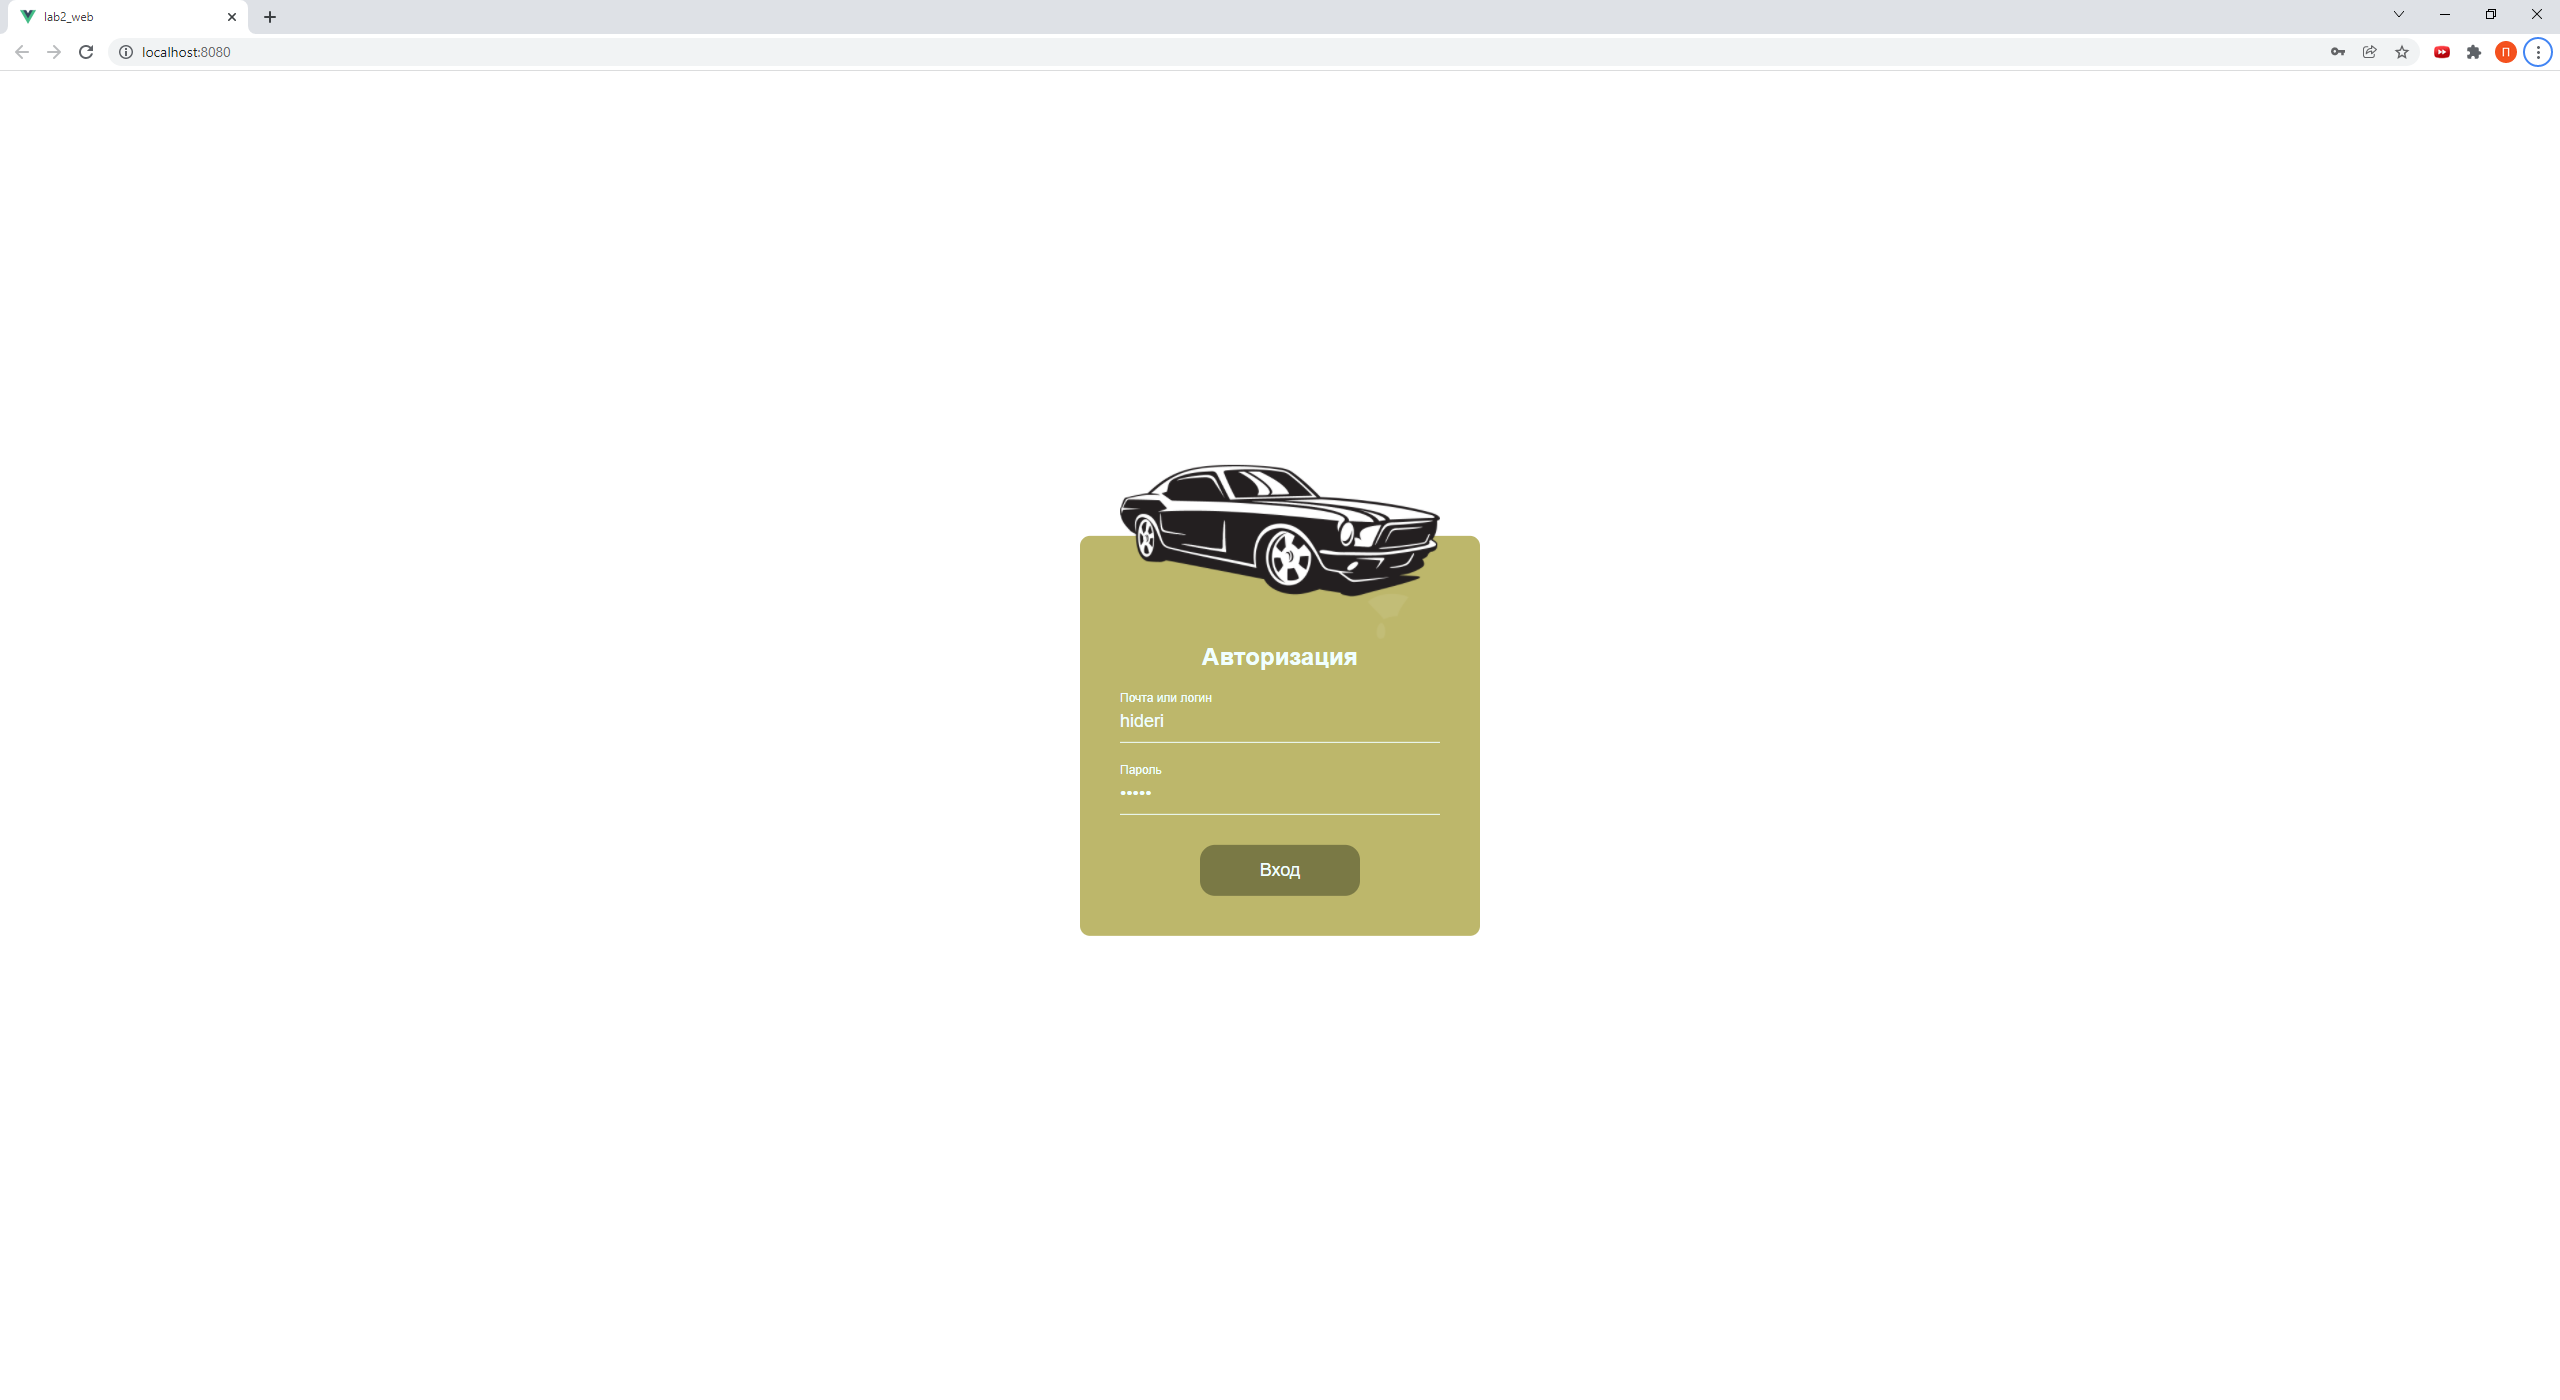 lab2_web
localhost:8080
П
Авторизация
Почта или логин
hideri
Пароль
•••••
Вход